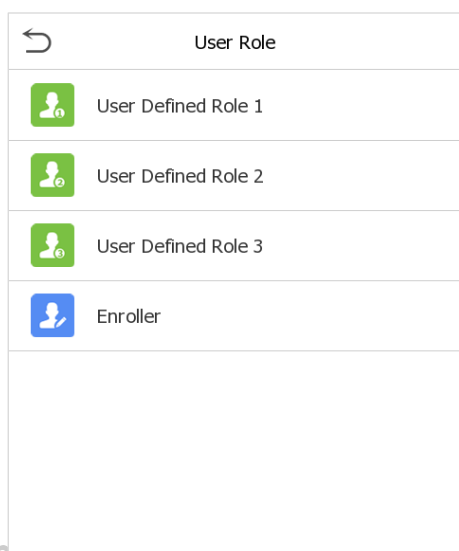 User Role
User Defined Role 1
User Defined Role 2
User Defined Role 3
Enroller